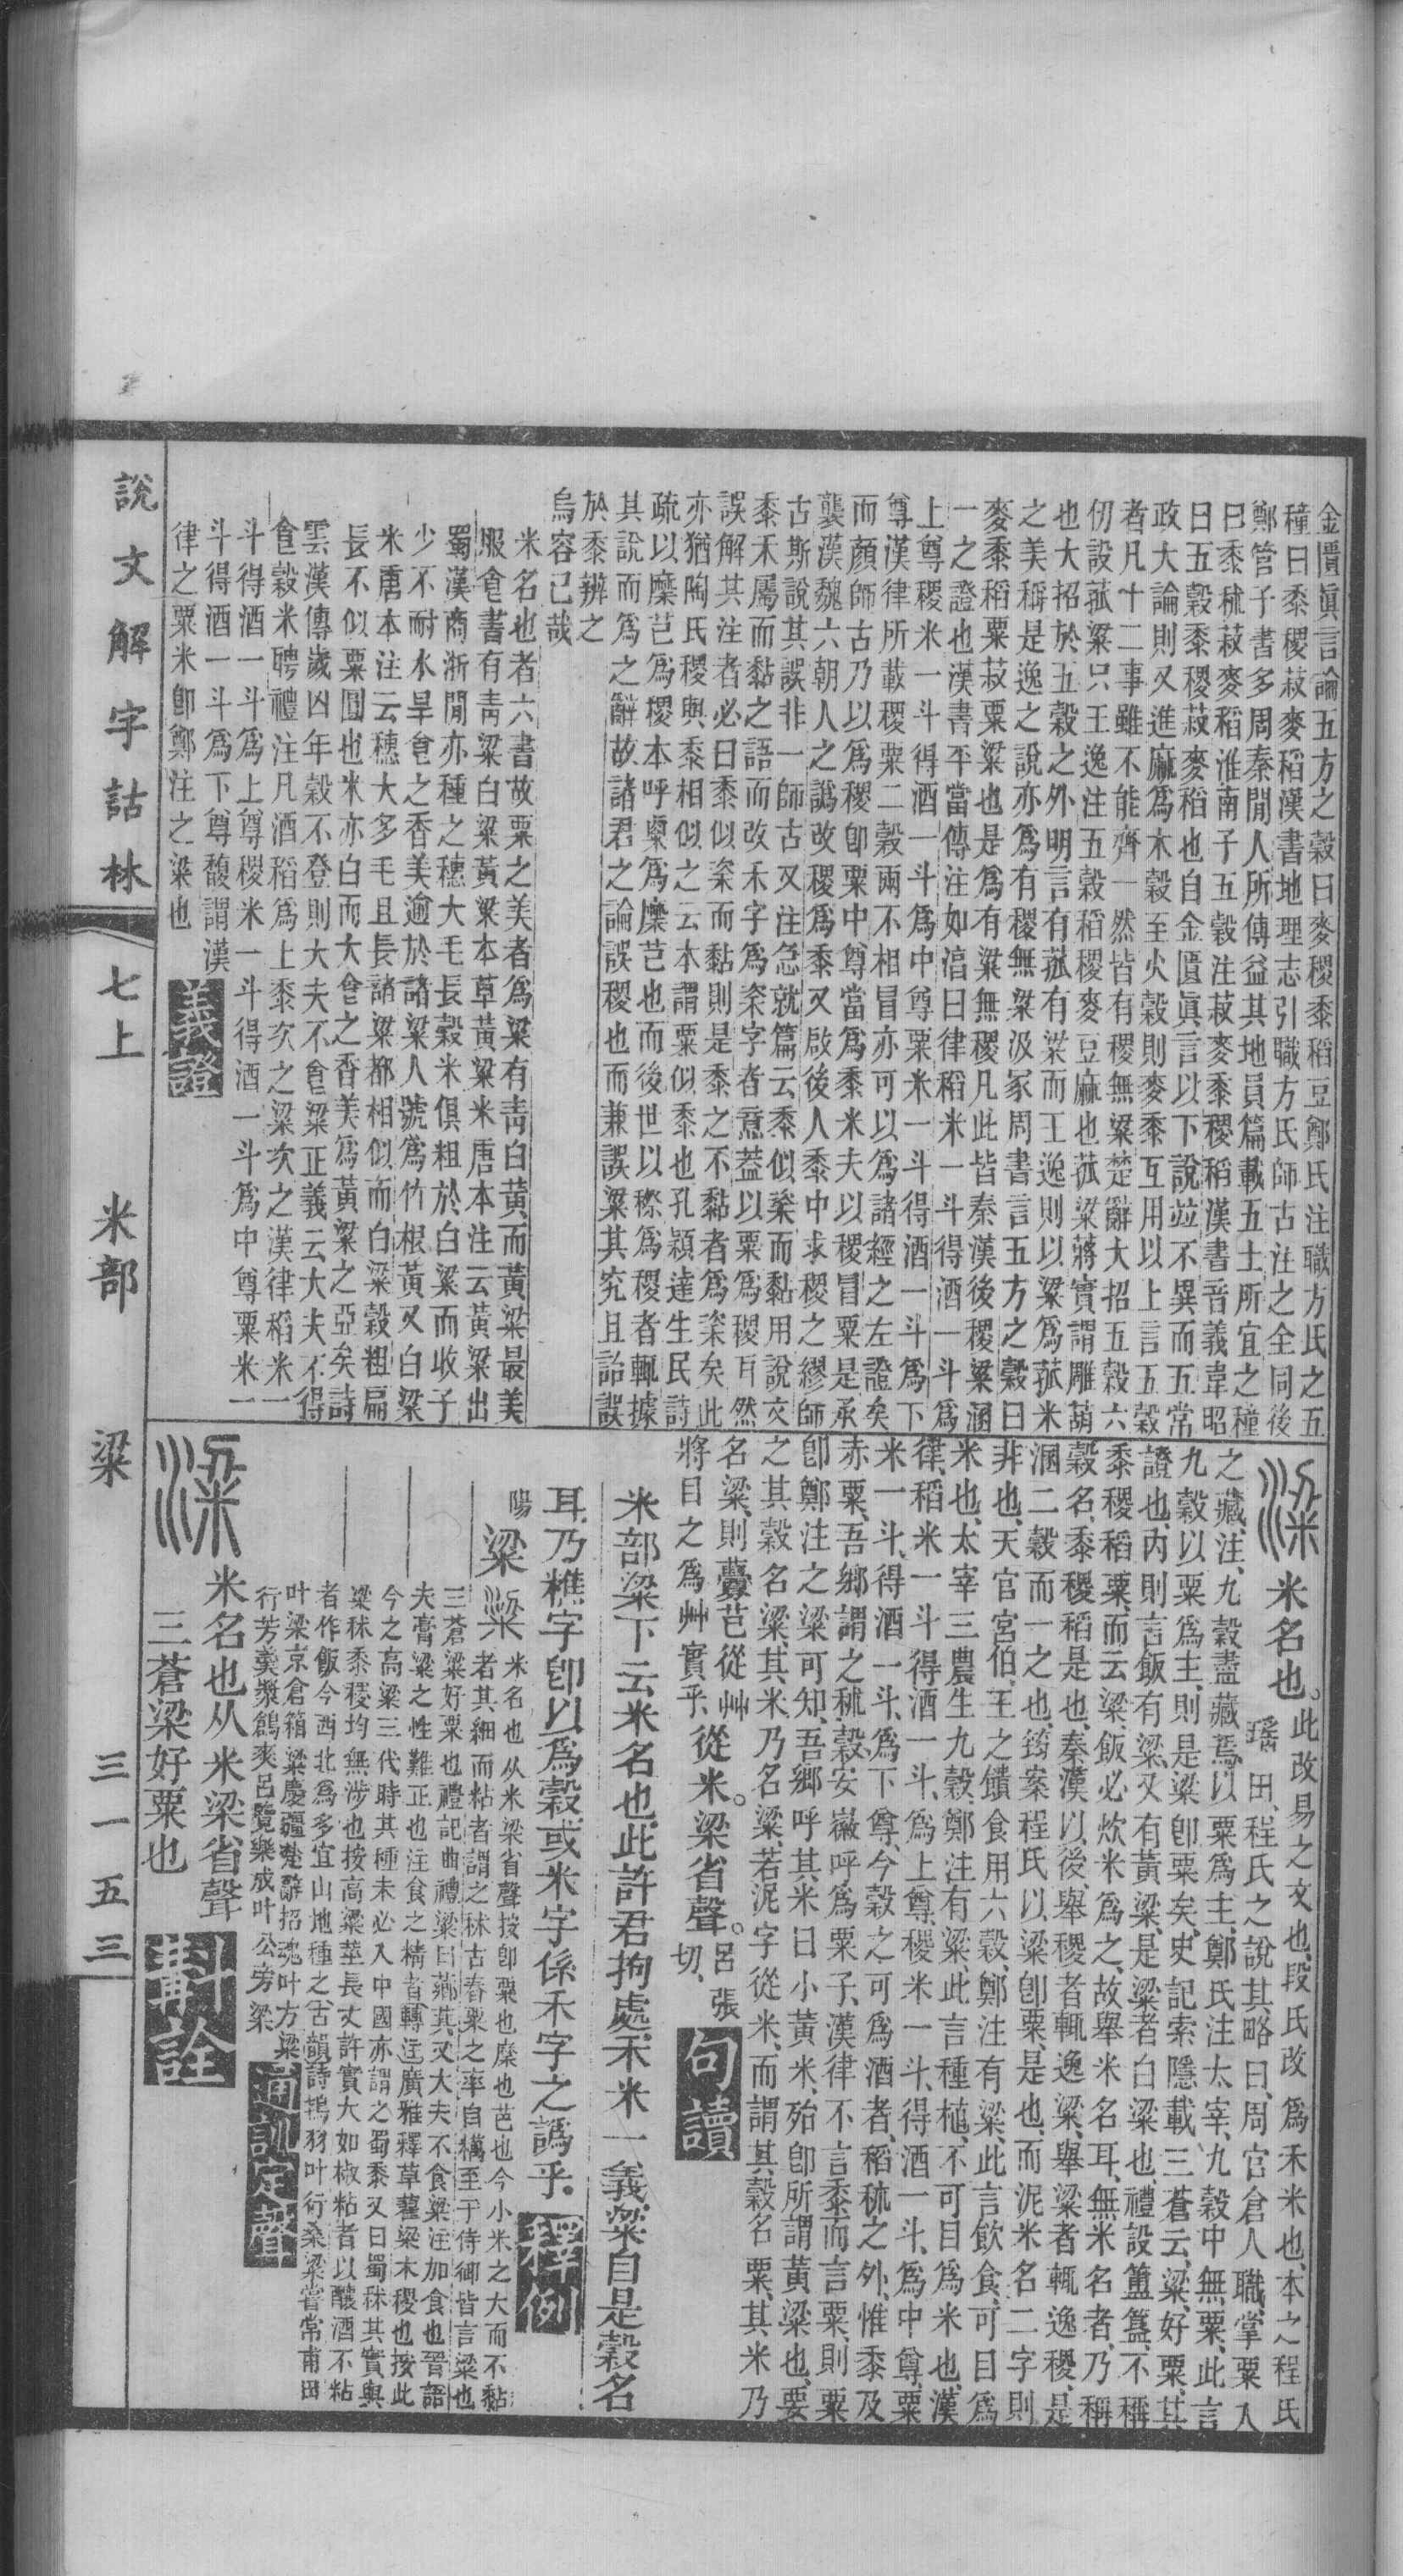 金匱眞言論五方之穀曰麥稷黍稻豆鄭氏注職方氏之五
種曰黍稷菽麥稻漢書地理志引職方氏師古注之全同後
鄭管子書多周秦閒人所傳益其地員篇載五土所宜之種
曰黍秫菽麥稻淮南子五穀注菽麥黍稷稻漢書音義韋昭
曰五穀黍稷菽麥稻也自金匱眞言以下說竝不異而五常
政大論則又進麻爲木穀至火穀則麥黍互用以上言五穀
者凡十二事雖不能齊一然皆有稷無粱楚辭大招五穀六
仞設菰粱只王逸注五穀稻稷麥豆麻也菰粱蔣實謂雕葫
也大招於五穀之外明言有菰有粱而王逸則以粱爲菰米
之美稱是逸之說亦爲有稷無粱汲冢周書言五方之穀曰
麥黍稻粟菽粟粱也是爲有粱無稷凡此皆秦漢後稷粱溷
一之證也漢書平當傳注如湻曰律稻米一斗得酒一斗爲
上尊稷米一斗得酒一斗爲中尊粟米一斗得酒一斗爲下
尊漢律所載稷粟二穀兩不相冒亦可以爲諸經之左證矣
而顏師古乃以爲稷卽粟中尊當爲黍米夫以稷冒粟是承
襲漢魏六朝人之譌改稷爲黍又啟後人黍中求稷之繆師
古斯說其誤非一師古又注急就篇云黍似粢而黏用說文
黍禾屬而黏之語而改禾字爲粢字者意蓋以粟爲稷耳然
誤解其注者必曰黍似粢而黏則是黍之不黏者爲粢矣此
亦猶陶氏稷與黍相似之云本謂粟似黍也孔穎達生民詩
疏以穈芑爲稷本呼粟爲穈芑也而後世以穄爲稷者輒據
其說而爲之辭故諸君之論誤稷也而兼誤粱其究且詒誤
於黍辨之
烏容已哉
米名也者六書故粟之美者爲粱有靑白黃而黃粱最美
服食書有靑粱白粱黃粱本草黃粱米唐本注云黃粱出
蜀漢商浙閒亦種之穗大毛長穀米俱粗於白粱而收子
少不耐水旱食之香美逾於諸粱人號爲竹根黃又白粱
米唐本注云穗大多毛且長諸粱都相似而白粱穀粗扁
長不似粟圓也米亦白而大食之香美爲黃粱之亞矣詩
雲漢傳歲凶年穀不登則大夫不食粱正義云大夫不得
食穀米聘禮注凡酒稻爲上黍次之粱次之漢律稻米一
斗得酒一斗爲上尊稷米一斗得酒一斗爲中尊粟米一
斗得酒一斗爲下尊馥謂漢
律之粟米卽鄭注之粱也 義證
米名也。此改易之文也、段氏改爲禾米也、本之程氏
瑤田、程氏之說其略曰、周官倉人職、掌粟入
之藏、注、九穀盡藏焉、以粟爲主、鄭氏注太宰、九穀中無粟、此言
九穀以粟爲主、則是粱卽粟矣、史記索隱載三蒼云、粱、好粟、其
證也、內則言飯有粱、又有黃粱、是粱者白粱也、禮設簠簋、不稱
黍稷稻粟、而云粱、飯必炊米爲之、故舉米名耳、無米名者、乃稱
穀名、黍稷稻是也、秦漢以後、舉稷者輒逸粱、舉粱者輒逸稷、是
溷二穀而一之也、筠案程氏以粱卽粟、是也、而泥米名二字則
非也、天官宮伯、王之饋食用六穀、鄭注有粱、此言飲食、可目爲
米也、太宰三農生九穀、鄭注有粱、此言種植、不可目爲米也、漢
律、稻米一斗得酒一斗、爲上尊、稷米一斗、得酒一斗、爲中尊、粟
米一斗、得酒一斗、爲下尊、今穀之可爲酒者、稻秫之外、惟黍及
赤粟、吾鄉謂之秫穀、安徽呼爲粟子、漢律不言黍而言粟、則粟
卽鄭注之粱可知、吾鄉呼其米曰小黃米、殆卽所謂黃粱也、要
之其穀名粱、其米乃名粱、若泥字從米、而謂其穀名粟、其米乃
名粱、則虋芑從艸
將目之爲艸實乎、從米。梁省聲。呂張
切、 句讀
米部粱下云米名也、此許君拘處、禾米一義、粱自是穀名
耳、乃樵字卽以爲穀、或米字係禾字之譌乎、 釋例
陽 粱 米名也从米梁省聲按卽粟也穈也芑也今小米之大而不黏
者其細而粘者謂之秫古舂粟之率自糲至于侍御皆言粱也
三蒼粱好粟也禮記曲禮粱曰薌萁又大夫不食粱注加食也晉語
夫膏粱之性難正也注食之精者轉注廣雅釋草藋粱木稷也按此
今之高粱三代時其種未必入中國亦謂之蜀黍又曰蜀秫其實與
粱秫黍稷均無涉也按高粱莖長丈許實大如椒粘者以釀酒不粘
者作飯今西北爲多宜山地種之古韻詩鴇羽叶行桑粱嘗常甫田
叶粱京倉箱粱慶疆楚辭招魂叶方粱
行芳羹漿鶬爽呂覽樂成叶公旁粱 通訓定聲
米名也从米梁省聲
三蒼粱好粟也 斠詮
說文解字詁林 七上 米部 粱 三一五三